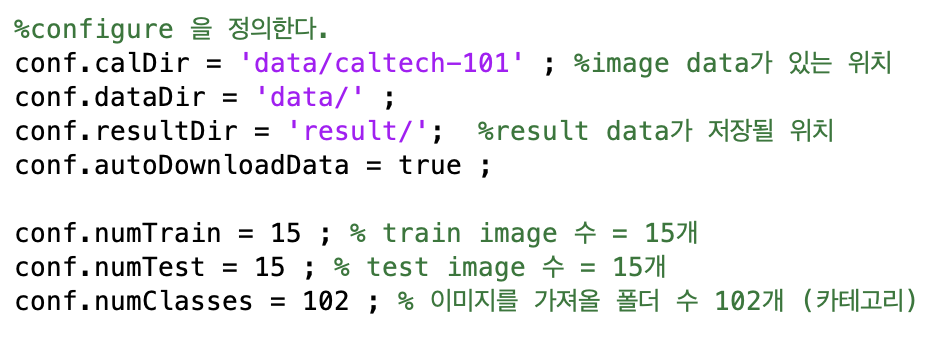 %configure 을 정의한다.
conf.calDir = 'data/caltech-101' ; %image data가 있는 위치
conf.dataDir = 'data/' ;
conf.resultDir = 'result/';  %result data가 저장될 위치
conf.autoDownloadData = true ;
conf.numTrain = 15 ; % train image 수 = 15개
conf.numTest = 15 ; % test image 수 = 15개
conf.numClasses = 102 ; % 이미지를 가져올 폴더 수 102개 (카테고리)